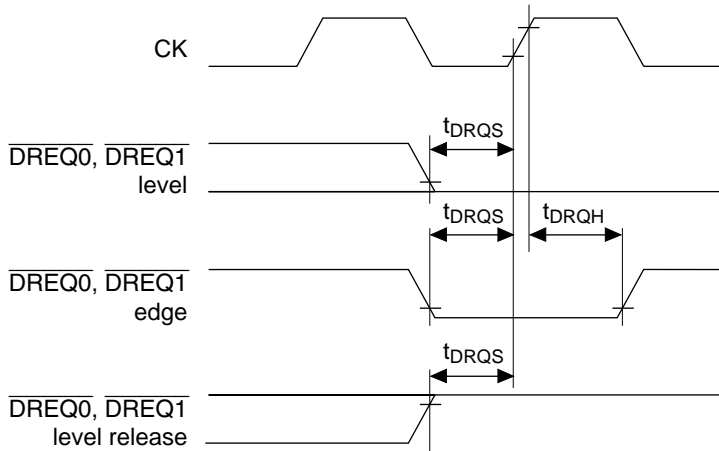 CK
tDRQS
DREQ0, DREQ1
level
tDRQS
tDRQH
DREQ0, DREQ1
edge
tDRQS
DREQ0, DREQ1
level release